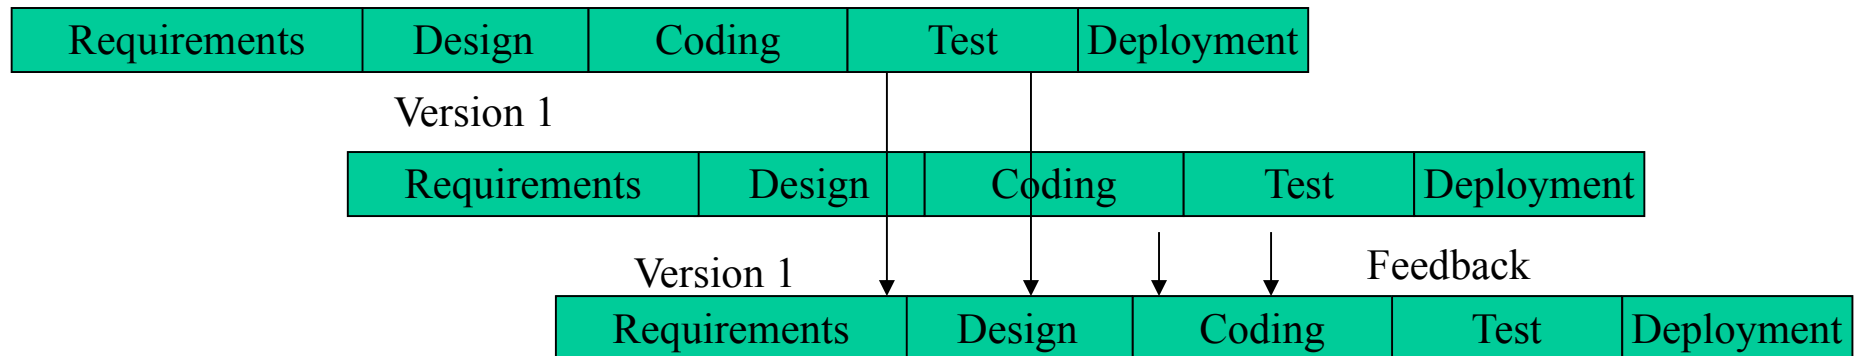 Requirements Design Coding Test Deployment
Version 1
Requirements Design Coding Test Deployment
Version 1 Feedback
Requirements Design Coding Test Deployment